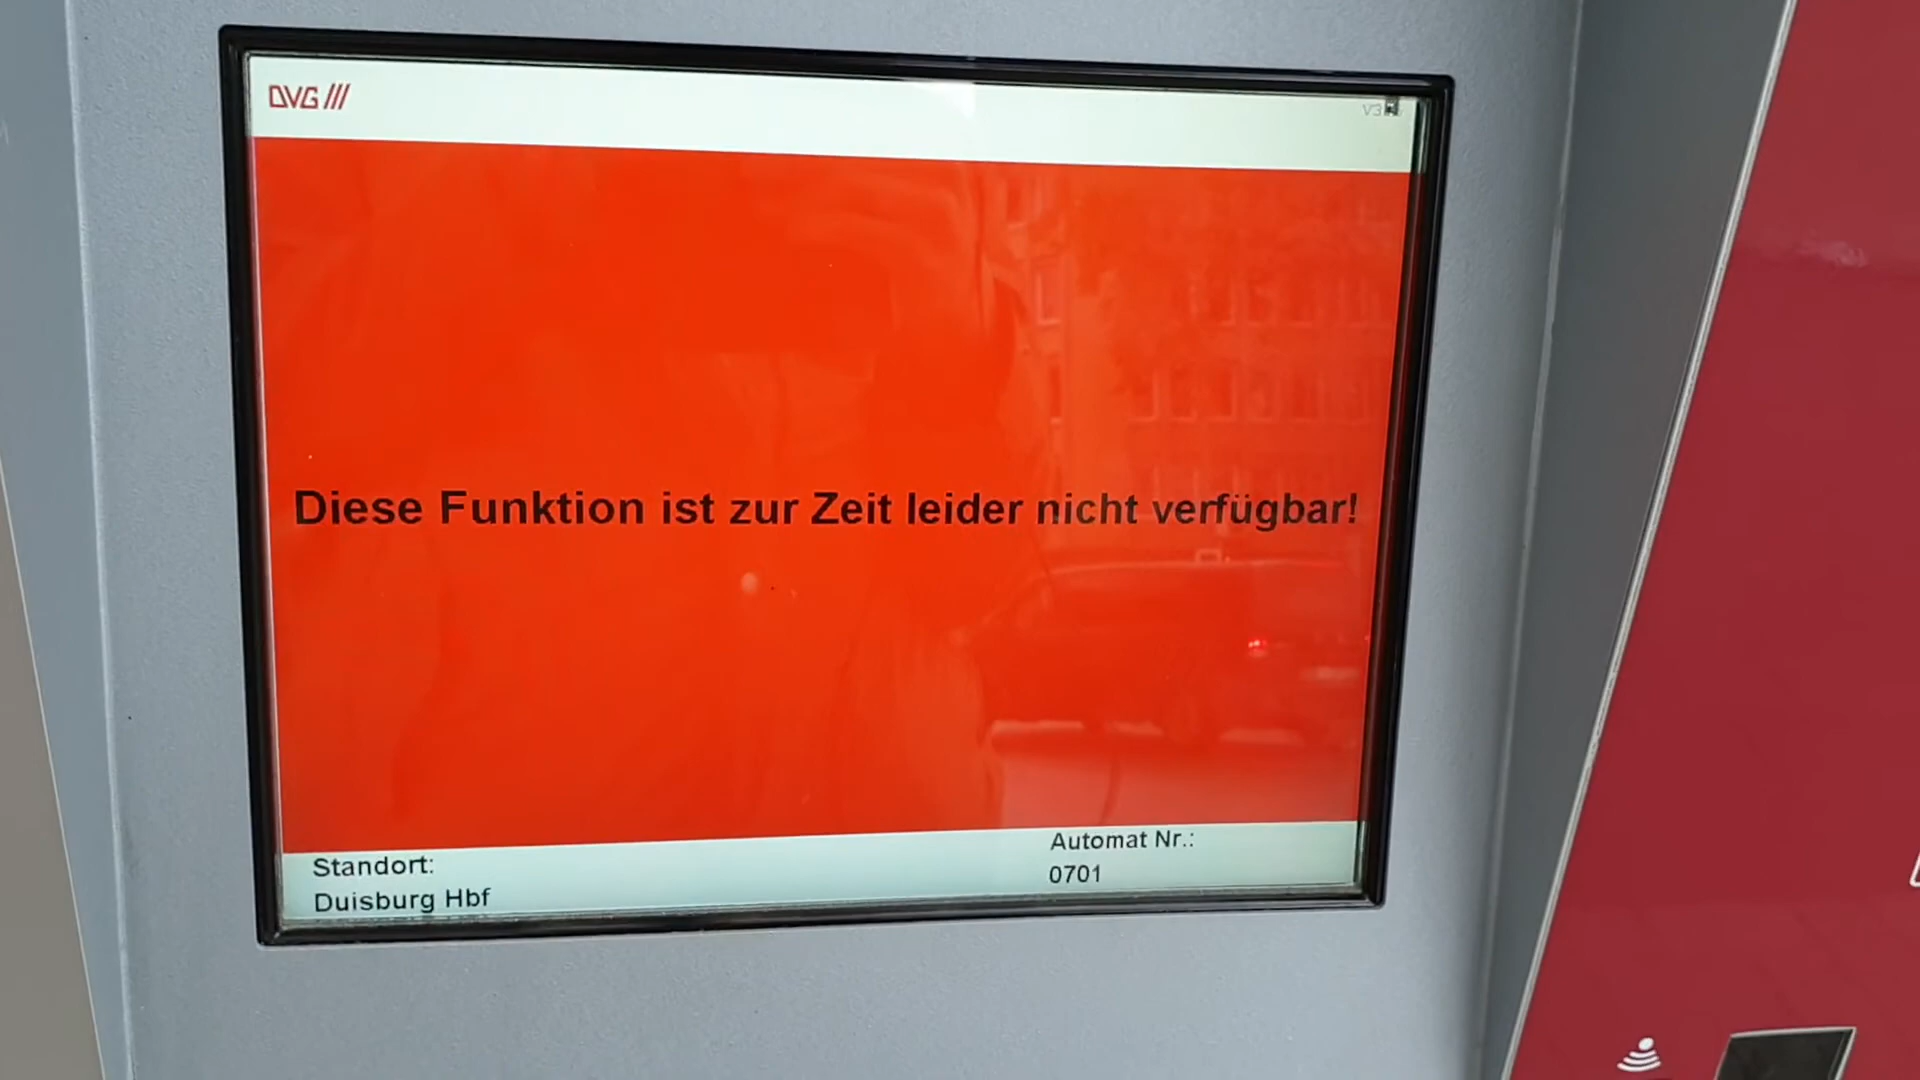 DVG
Diese Funktion ist zur Zeit leider nicht verfügbar!
Standort:
Duisburg Hbf
Automat Nr.:
0701